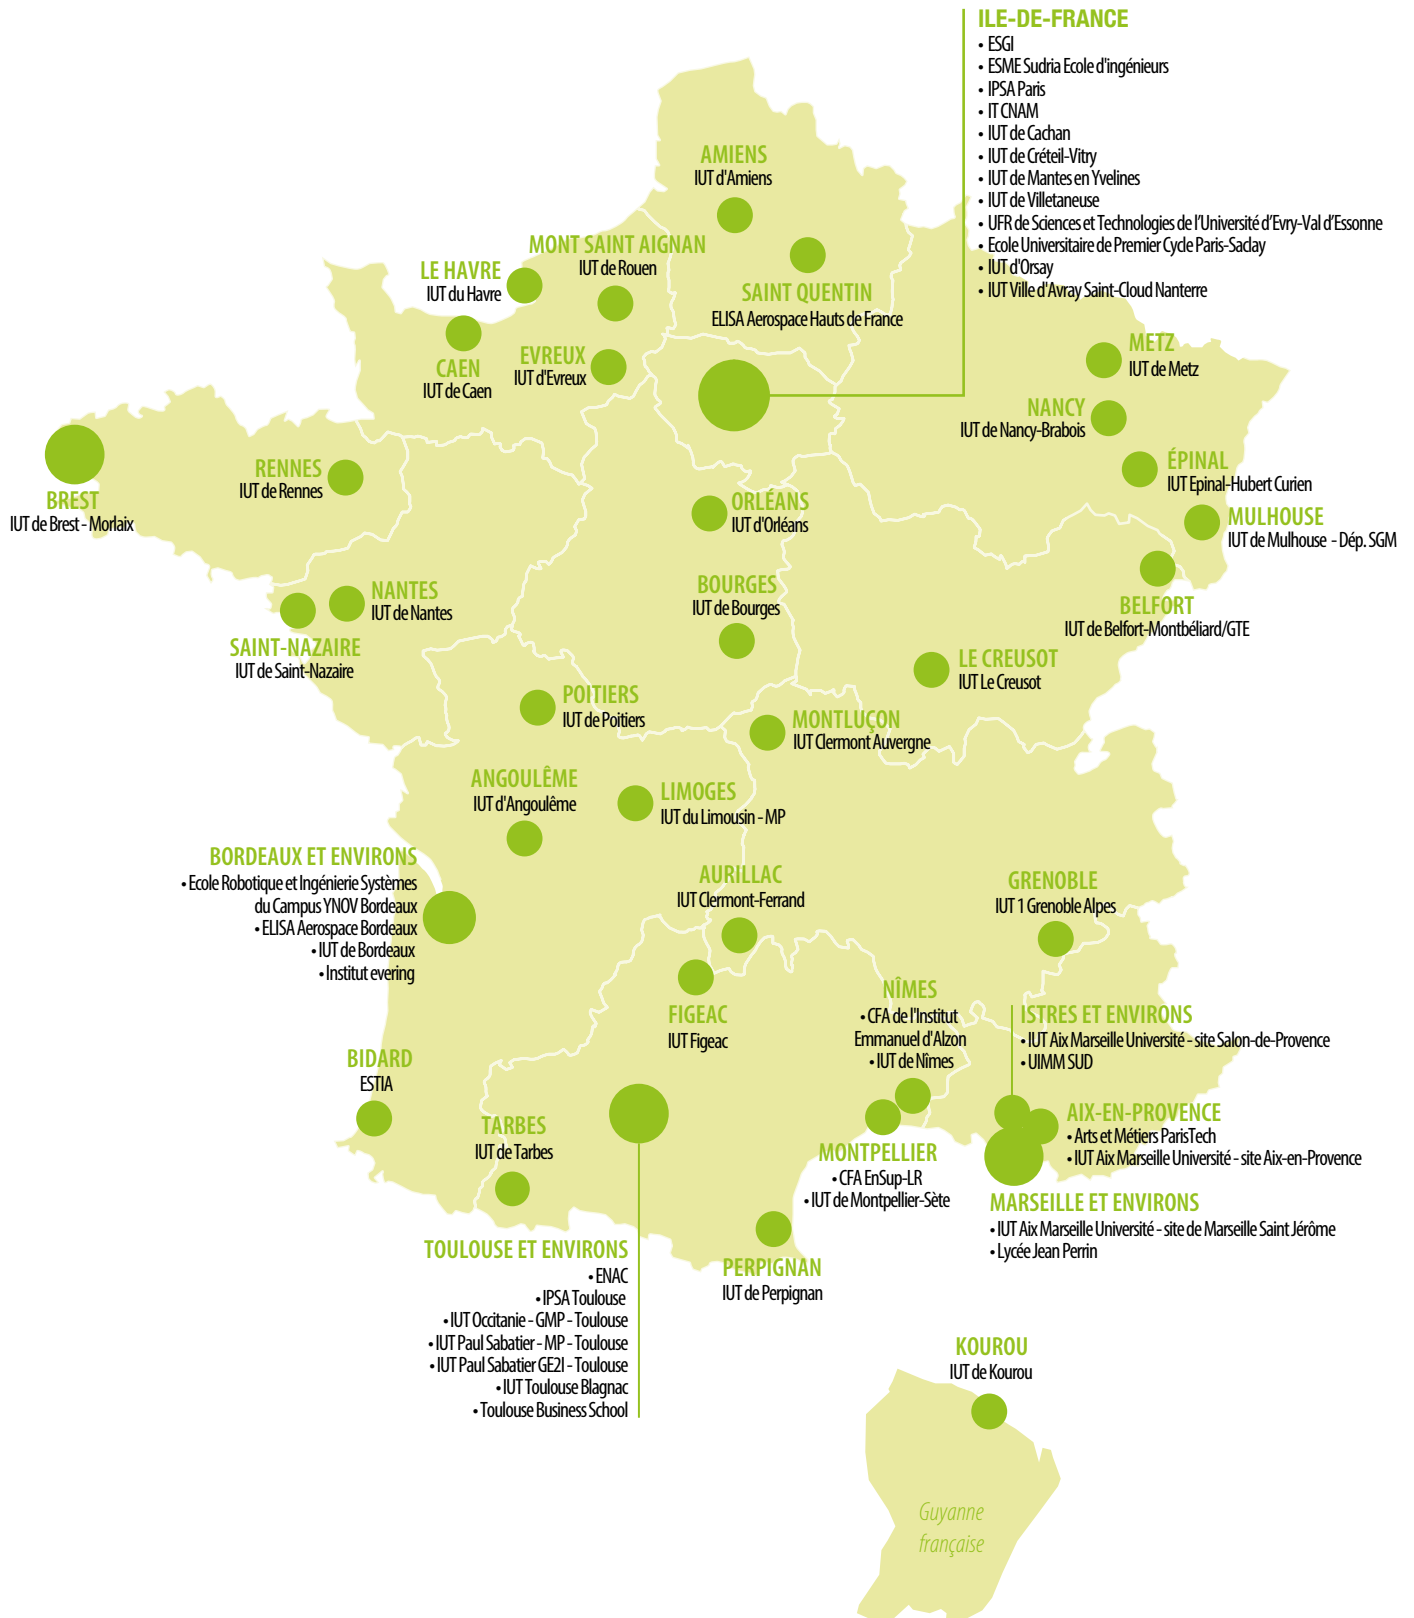 ILE-DE-FRANCE
• ESGI
• ESME Sudria Ecole d'ingénieurs
• IPSA Paris
• IT CNAM
• IUT de Cachan
• IUT de Créteil-Vitry
• IUT de Mantes en Yvelines
• IUT de Villetaneuse
• UFR de Sciences et Technologies de l’Université d’Evry-Val d’Essonne
• Ecole Universitaire de Premier Cycle Paris-Saclay
• IUT d'Orsay
• IUT Ville d'Avray Saint-Cloud Nanterre
AMIENS
IUT d'Amiens
MONT SAINT AIGNAN
IUT de Rouen
LE HAVRE
IUT du Havre
SAINT QUENTIN
ELISA Aerospace Hauts de France
CAEN
IUT de Caen
EVREUX
IUT d'Evreux
METZ
IUT de Metz
NANCY
IUT de Nancy-Brabois
ÉPINAL
IUT Epinal-Hubert Curien
MULHOUSE
IUT de Mulhouse - Dép. SGM
BELFORT
IUT de Belfort-Montbéliard/GTE
BREST
IUT de Brest - Morlaix
RENNES
IUT de Rennes
ORLÉANS
IUT d'Orléans
NANTES
IUT de Nantes
SAINT-NAZAIRE
IUT de Saint-Nazaire
BOURGES
IUT de Bourges
LE CREUSOT
IUT Le Creusot
POITIERS
IUT de Poitiers
MONTLUÇON
IUT Clermont Auvergne
ANGOULÊME
IUT d'Angoulême
LIMOGES
IUT du Limousin - MP
BORDEAUX ET ENVIRONS
• Ecole Robotique et Ingénierie Systèmes
du Campus YNOV Bordeaux
• ELISA Aerospace Bordeaux
• IUT de Bordeaux
• Institut evering
AURILLAC
IUT Clermont-Ferrand
GRENOBLE
IUT 1 Grenoble Alpes
FIGEAC
IUT Figeac
NÎMES
• CFA de l'Institut
Emmanuel d'Alzon
• IUT de Nîmes
ISTRES ET ENVIRONS
• IUT Aix Marseille Université - site Salon-de-Provence
• UIMM SUD
BIDARD
ESTIA
TARBES
IUT de Tarbes
AIX-EN-PROVENCE
• Arts et Métiers ParisTech
• IUT Aix Marseille Université - site Aix-en-Provence
MONTPELLIER
• CFA EnSup-LR
• IUT de Montpellier-Sète
MARSEILLE ET ENVIRONS
• IUT Aix Marseille Université - site de Marseille Saint Jérôme
• Lycée Jean Perrin
TOULOUSE ET ENVIRONS
• ENAC
• IPSA Toulouse
• IUT Occitanie - GMP - Toulouse
• IUT Paul Sabatier - MP - Toulouse
• IUT Paul Sabatier GE2I - Toulouse
• IUT Toulouse Blagnac
• Toulouse Business School
PERPIGNAN
IUT de Perpignan
KOUROU
IUT de Kourou
Guyanne
française